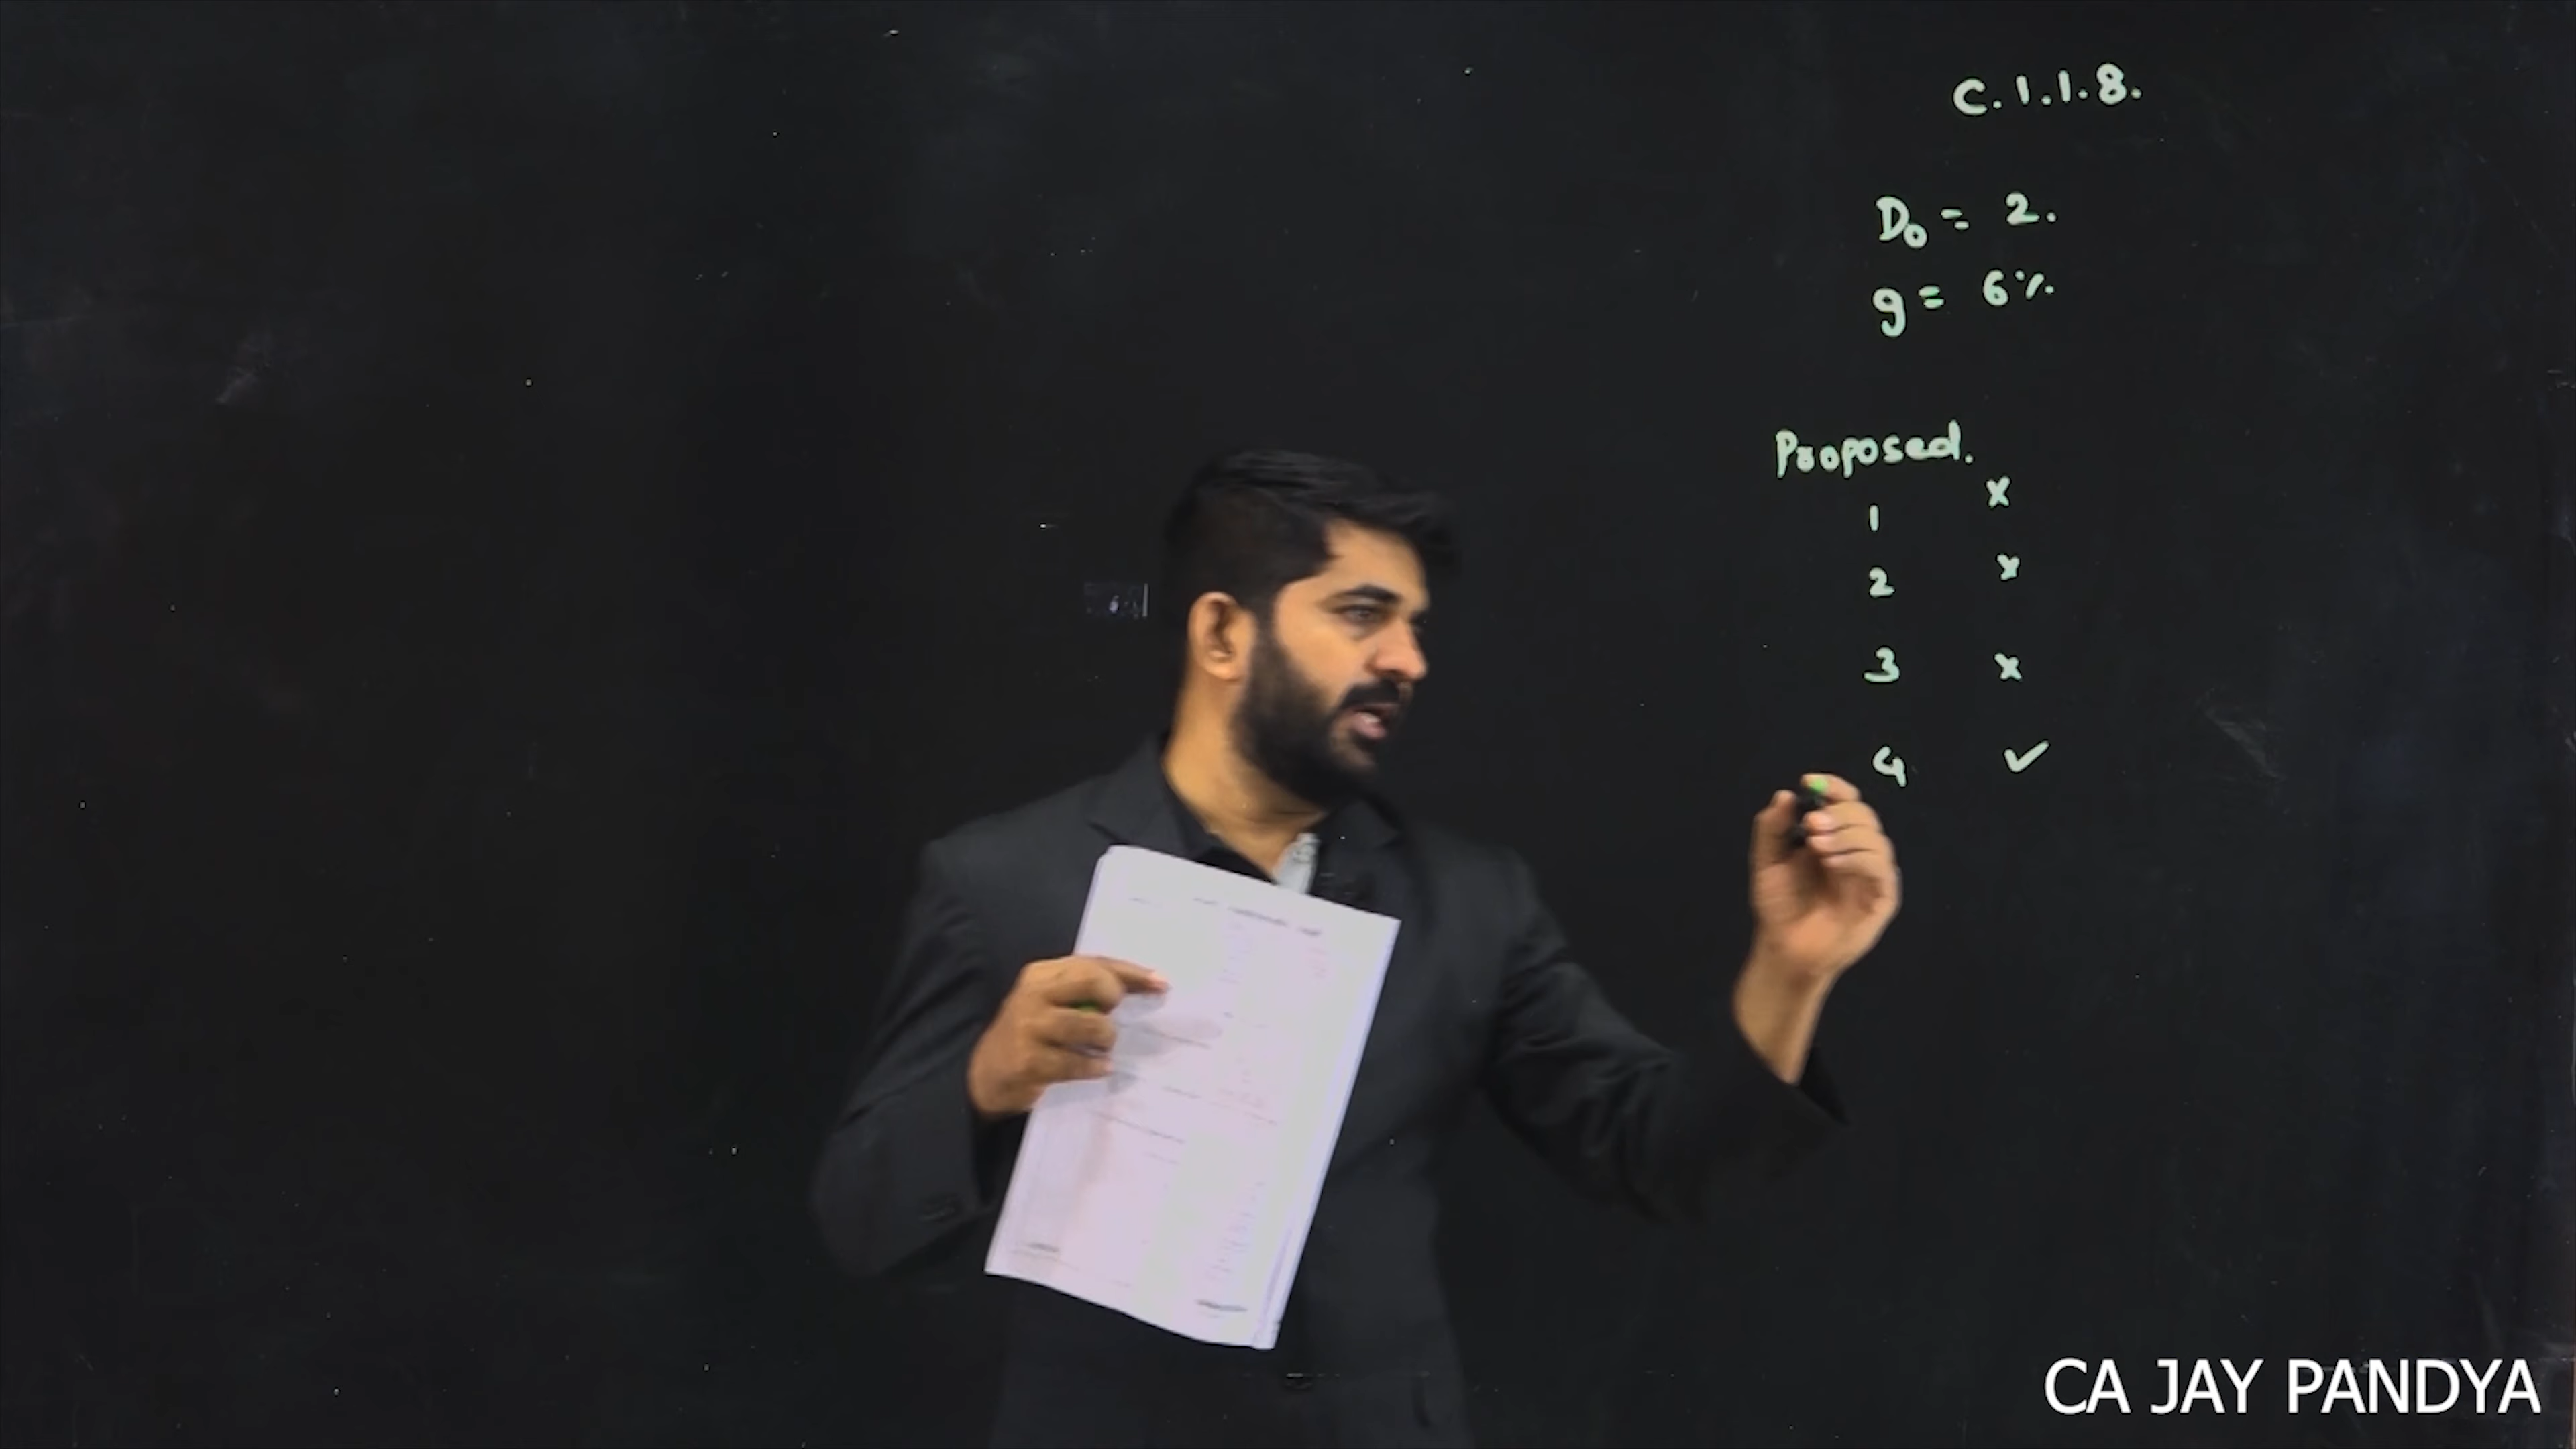 C.1.1.8.
D₀ = 2.
g = 6%.
Proposed.
1 x
2 x
3 x
4 ✓
CA JAY PANDYA